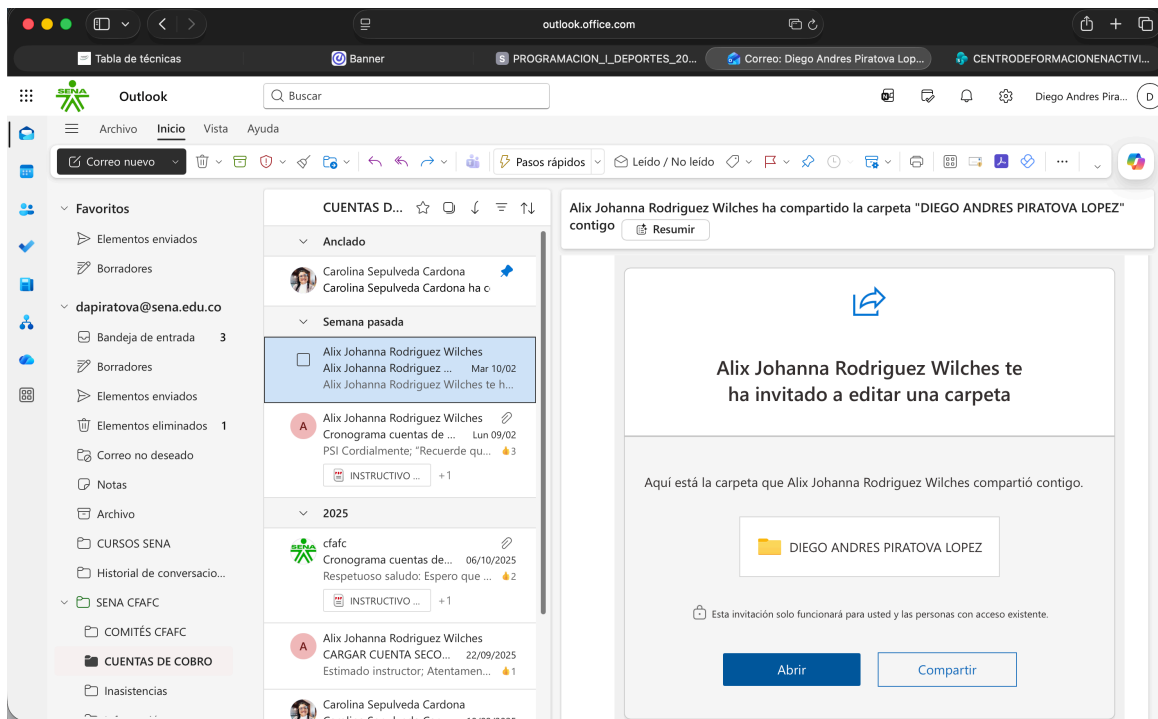 outlook.office.com
Tabla de técnicas
Banner
S PROGRAMACION_I_DEPORTES_20...
Correo: Diego Andres Piratova Lop...
CENTRODEFORMACIONENACTIVI...
SENA
Outlook
Buscar
Diego Andres Pira...
D
Archivo
Inicio
Vista
Ayuda
Correo nuevo
Pasos rápidos
Leído / No leído
Favoritos
Elementos enviados
Borradores
dapiratova@sena.edu.co
Bandeja de entrada 3
Borradores
Elementos enviados
Elementos eliminados 1
Correo no deseado
Notas
Archivo
CURSOS SENA
Historial de conversacio...
SENA CFAFC
COMITÉS CFAFC
CUENTAS DE COBRO
Inasistencias
CUENTAS D...
Anclado
Carolina Sepulveda Cardona
Carolina Sepulveda Cardona ha c
Semana pasada
Alix Johanna Rodriguez Wilches
Alix Johanna Rodriguez ... Mar 10/02
Alix Johanna Rodriguez Wilches te h...
A
Alix Johanna Rodriguez Wilches
Cronograma cuentas de ... Lun 09/02
PSI Cordialmente; "Recuerde qu... 3
INSTRUCTIVO ... +1
2025
SENA
cfafc
Cronograma cuentas de... 06/10/2025
Respetuoso saludo: Espero que ... 2
INSTRUCTIVO ... +1
A
Alix Johanna Rodriguez Wilches
CARGAR CUENTA SECO... 22/09/2025
Estimado instructor; Atentamen... 1
Carolina Sepulveda Cardona
Alix Johanna Rodriguez Wilches ha compartido la carpeta "DIEGO ANDRES PIRATOVA LOPEZ"
contigo
Resumir
Alix Johanna Rodriguez Wilches te
ha invitado a editar una carpeta
Aquí está la carpeta que Alix Johanna Rodriguez Wilches compartió contigo.
DIEGO ANDRES PIRATOVA LOPEZ
Esta invitación solo funcionará para usted y las personas con acceso existente.
Abrir
Compartir